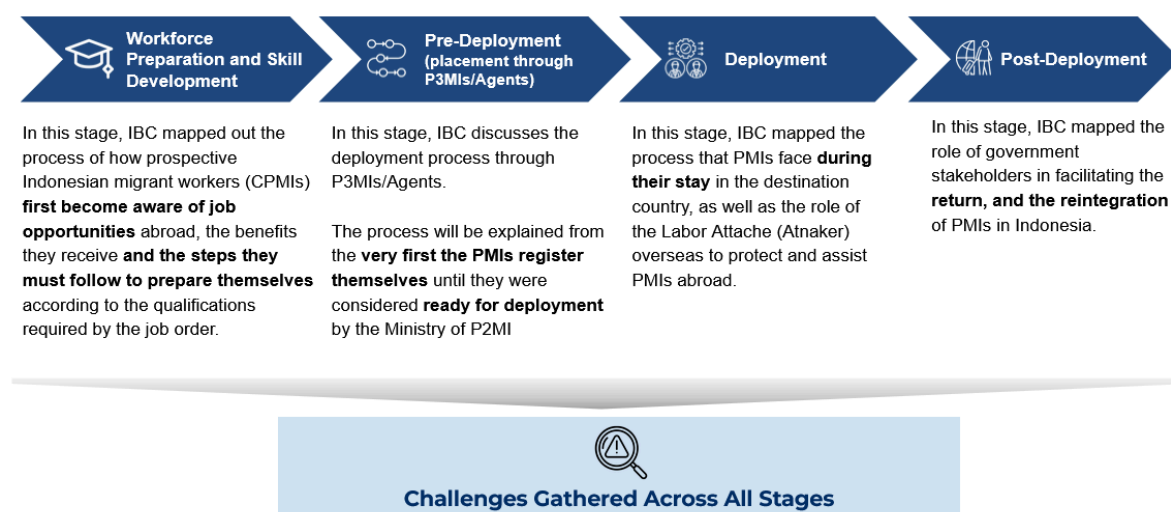 Workforce
Preparation and Skill
Development
In this stage, IBC mapped out the
process of how prospective
Indonesian migrant workers (CPMIs)
first become aware of job
opportunities abroad, the benefits
they receive and the steps they
must follow to prepare themselves
according to the qualifications
required by the job order.
Pre-Deployment
(placement through
P3MIs/Agents)
In this stage, IBC discusses the
deployment process through
P3MIs/Agents.
The process will be explained from
the very first the PMIs register
themselves until they were
considered ready for deployment
by the Ministry of P2MI
Deployment
In this stage, IBC mapped the
process that PMIs face during
their stay in the destination
country, as well as the role of
the Labor Attache (Atnaker)
overseas to protect and assist
PMIs abroad.
Post-Deployment
In this stage, IBC mapped the
role of government
stakeholders in facilitating the
return, and the reintegration
of PMIs in Indonesia.
Challenges Gathered Across All Stages